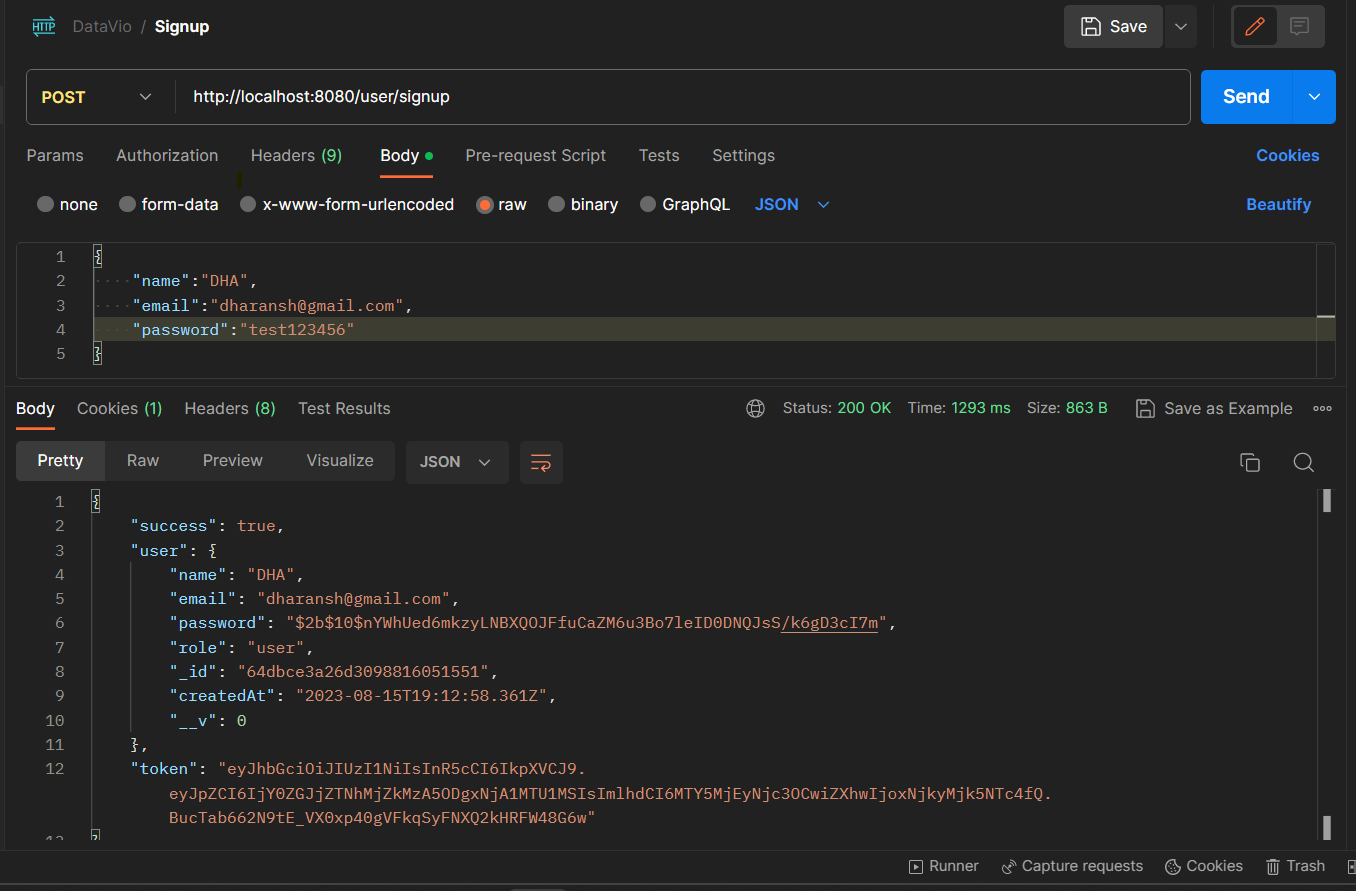 HTTP DataVio / Signup Save
POST http://localhost:8080/user/signup Send
Params Authorization Headers (9) Body Pre-request Script Tests Settings Cookies
none form-data x-www-form-urlencoded raw binary GraphQL JSON Beautify
1 {
2 "name":"DHA",
3 "email":"dharansh@gmail.com",
4 "password":"test123456"
5 }
Body Cookies (1) Headers (8) Test Results Status: 200 OK Time: 1293 ms Size: 863 B Save as Example
Pretty Raw Preview Visualize JSON
1 {
2 "success": true,
3 "user": {
4 "name": "DHA",
5 "email": "dharansh@gmail.com",
6 "password": "$2b$10$nYWhUed6mkzyLNBXQOJFfuCaZM6u3Bo7leID0DNQJsS/k6gD3cI7m",
7 "role": "user",
8 "_id": "64dbce3a26d3098816051551",
9 "createdAt": "2023-08-15T19:12:58.361Z",
10 "__v": 0
11 },
12 "token": "eyJhbGciOiJIUzI1NiIsInR5cCI6IkpXVCJ9.
eyJpZCI6IjY0ZGJjZTNhMjZkMzA5ODgxNjA1MTU1MSIsImlhdCI6MTY5MjEyNjc3OCwiZXhwIjoxNjkyMjk5NTc4fQ.
BucTab662N9tE_VX0xp40gVFkqSyFNXQ2kHRFW48G6w"
13 }
Runner Capture requests Cookies Trash